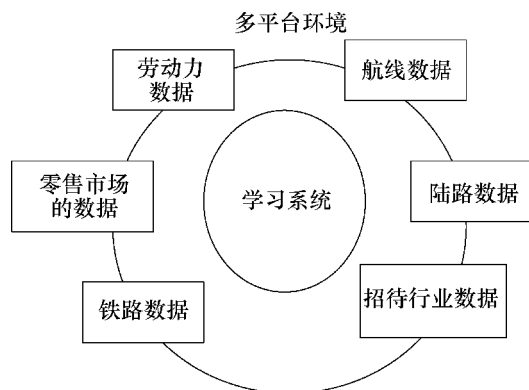 多平台环境
劳动力
数据
航线数据
零售市场
的数据
学习系统
陆路数据
铁路数据
招待行业数据